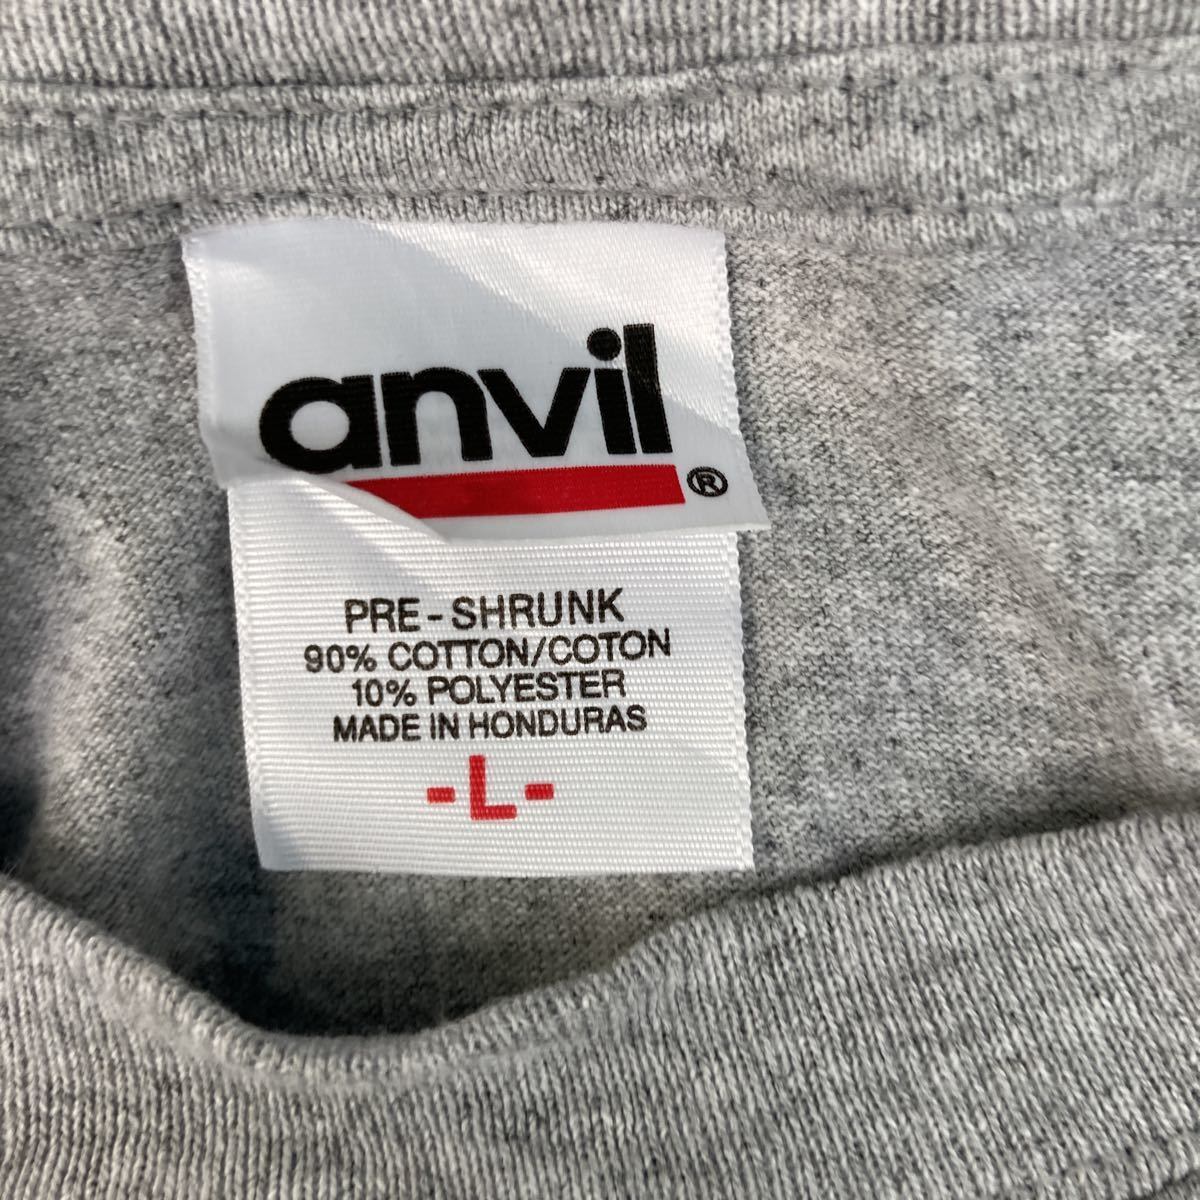 anvil®
PRE-SHRUNK
90% COTTON/COTON
10% POLYESTER
MADE IN HONDURAS
-L-